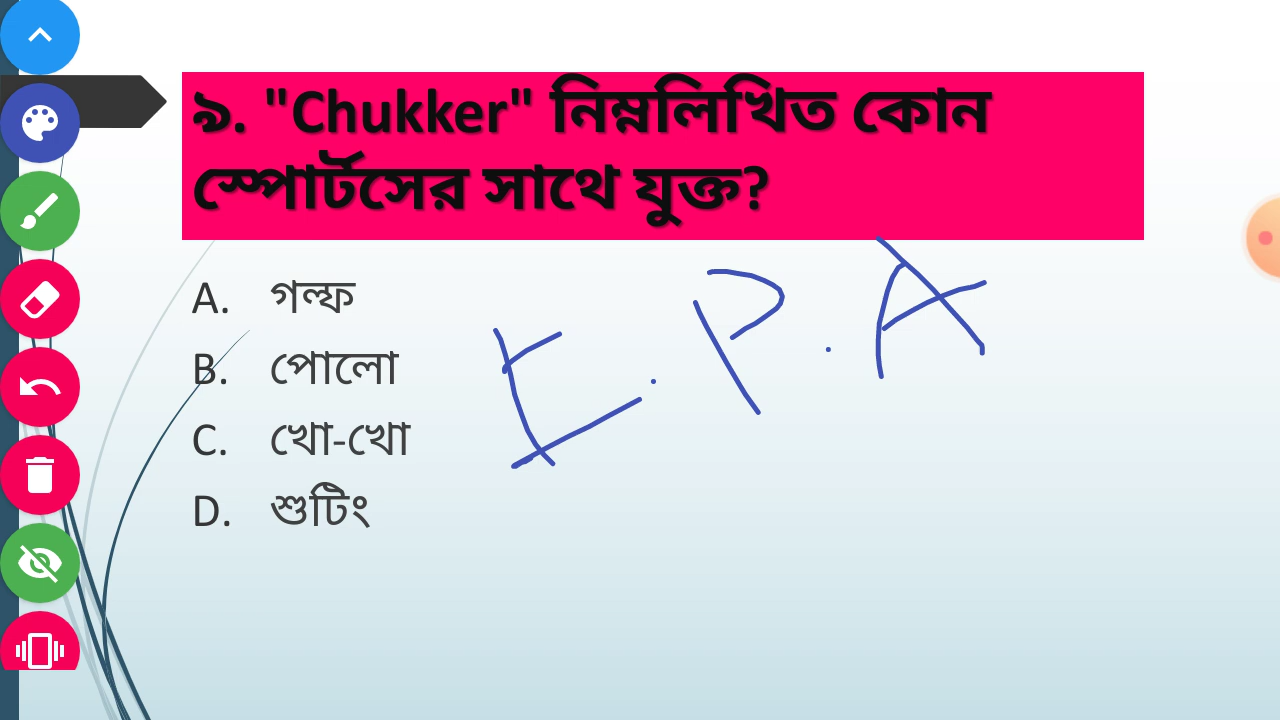 ৯. "Chukker" নিম্নলিখিত কোন
স্পোর্টসের সাথে যুক্ত?
A. গল্ফ
B. পোলো
C. খো-খো
D. শুটিং
E.P.A